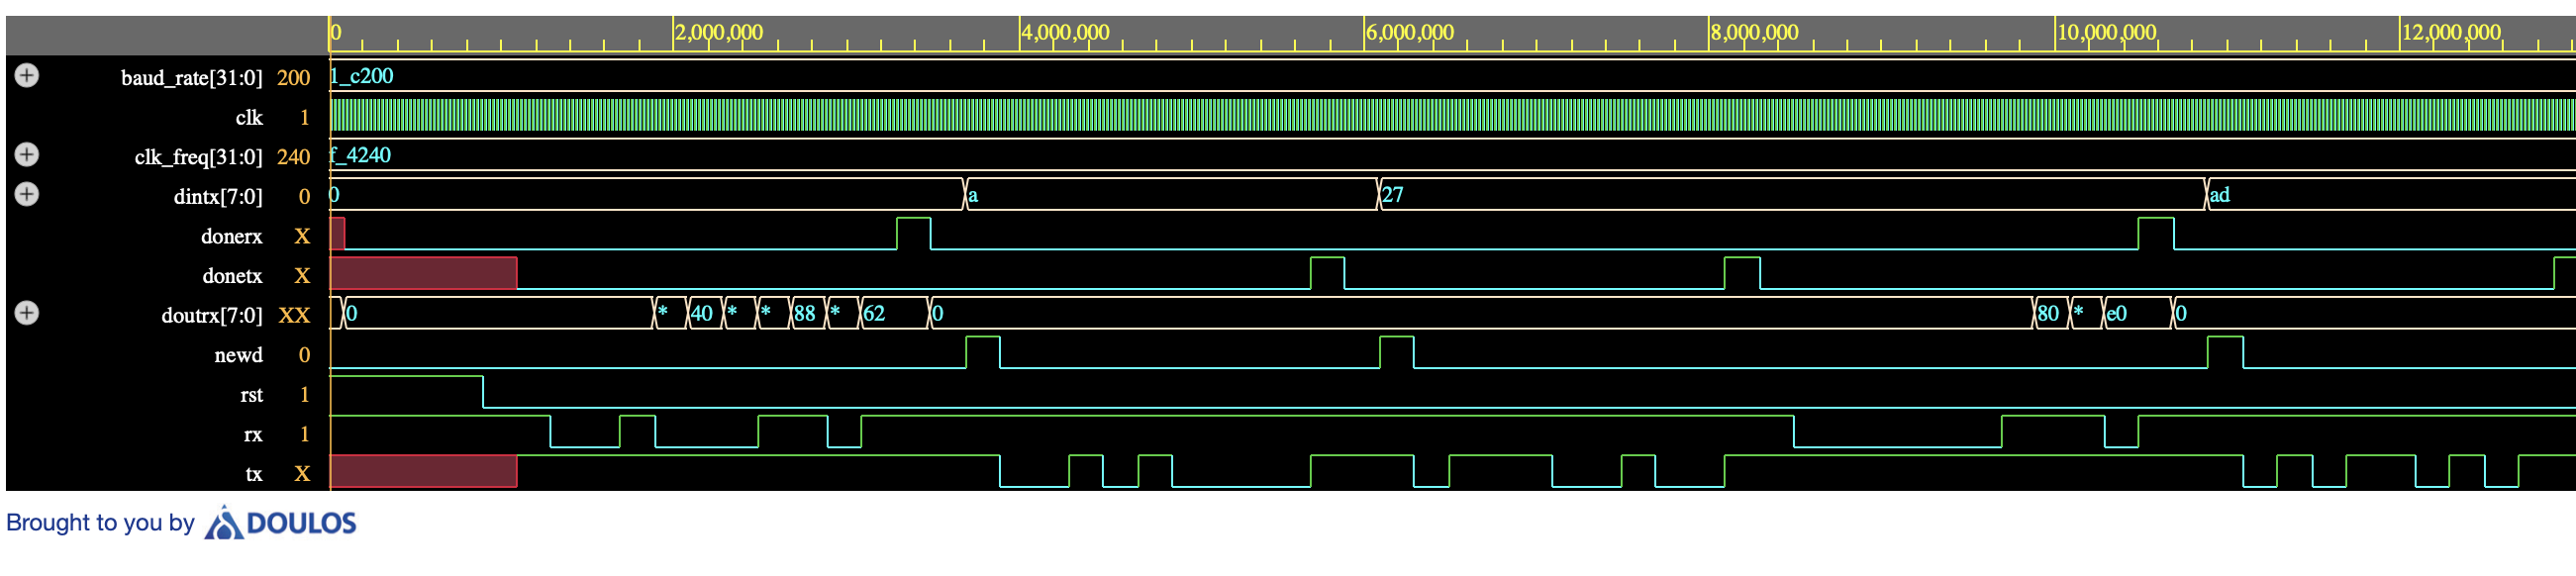 0 2,000,000 4,000,000 6,000,000 8,000,000 10,000,000 12,000,000
baud_rate[31:0] 200 1_c200
clk 1
clk_freq[31:0] 240 f_4240
dintx[7:0] 0 0 a 27 ad
donerx X
donetx X
doutrx[7:0] XX 0 * 40 * * 88 * 62 0 80 * e0 0
newd 0
rst 1
rx 1
tx X
Brought to you by DOULOS